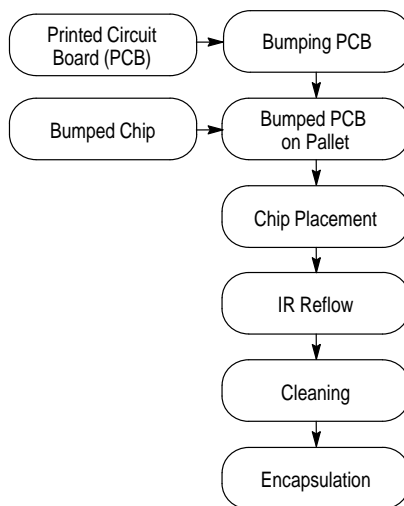 Printed Circuit
Board (PCB)
Bumping PCB
Bumped Chip
Bumped PCB
on Pallet
Chip Placement
IR Reflow
Cleaning
Encapsulation